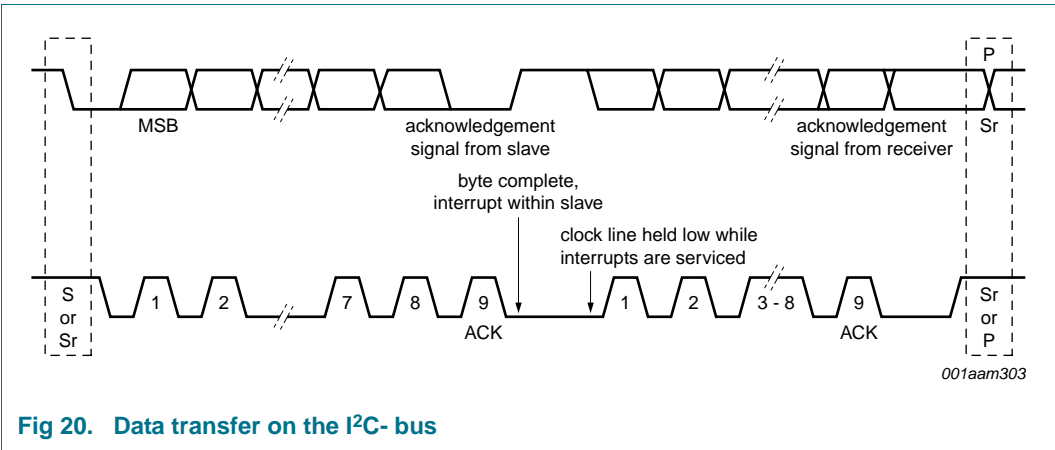 P
MSB
acknowledgement
signal from slave
acknowledgement
signal from receiver
Sr
byte complete,
interrupt within slave
clock line held low while
interrupts are serviced
S
or
Sr
1
2
7
8
9
ACK
1
2
3 - 8
9
ACK
Sr
or
P
001aam303
Fig 20. Data transfer on the I²C- bus